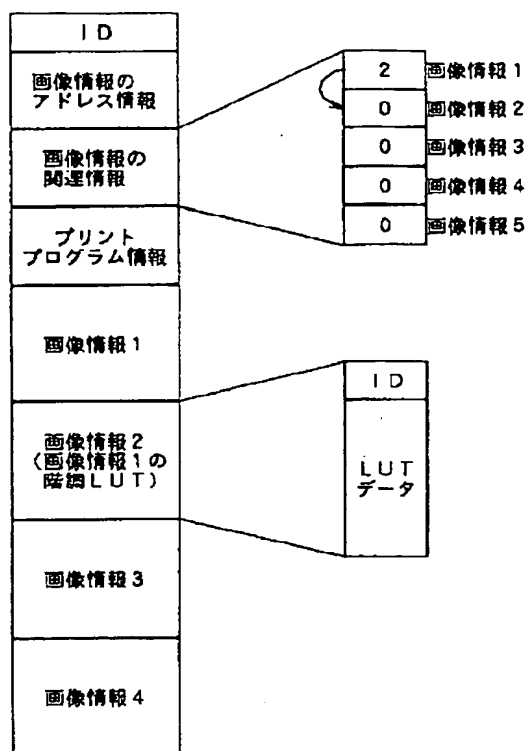 ID
画像情報の
アドレス情報
画像情報の
関連情報
プリント
プログラム情報
画像情報1
画像情報2
(画像情報1の
階調LUT)
画像情報3
画像情報4
2 画像情報1
0 画像情報2
0 画像情報3
0 画像情報4
0 画像情報5
ID
LUT
データ